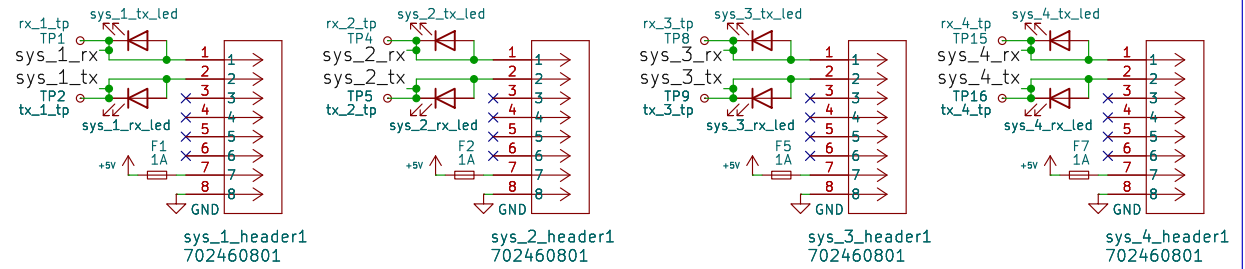 rx_1_tp sys_1_tx_led
TP1
sys_1_rx
sys_1_tx
TP2
tx_1_tp sys_1_rx_led
1 1
2 2
3 3
4 4
5 5
6 6
7 7
8 8
F1
1A
+5V
GND
sys_1_header1
702460801
rx_2_tp sys_2_tx_led
TP4
sys_2_rx
sys_2_tx
TP5
tx_2_tp sys_2_rx_led
1 1
2 2
3 3
4 4
5 5
6 6
7 7
8 8
F2
1A
+5V
GND
sys_2_header1
702460801
rx_3_tp sys_3_tx_led
TP8
sys_3_rx
sys_3_tx
TP9
tx_3_tp sys_3_rx_led
1 1
2 2
3 3
4 4
5 5
6 6
7 7
8 8
F5
1A
+5V
GND
sys_3_header1
702460801
rx_4_tp sys_4_tx_led
TP15
sys_4_rx
sys_4_tx
TP16
tx_4_tp sys_4_rx_led
1 1
2 2
3 3
4 4
5 5
6 6
7 7
8 8
F7
1A
+5V
GND
sys_4_header1
702460801